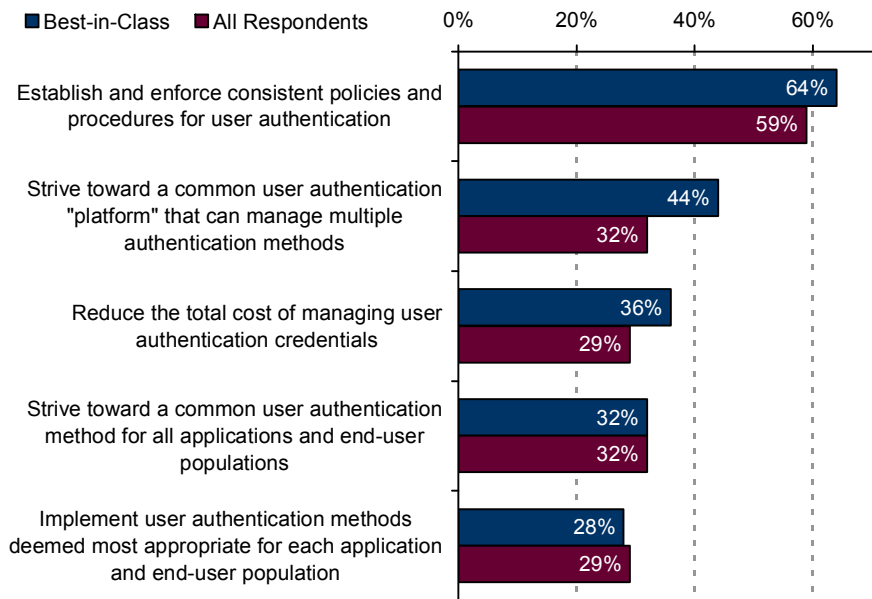 Best-in-Class All Respondents
0% 20% 40% 60%
Establish and enforce consistent policies and
procedures for user authentication
64%
59%
Strive toward a common user authentication
"platform" that can manage multiple
authentication methods
44%
32%
Reduce the total cost of managing user
authentication credentials
36%
29%
Strive toward a common user authentication
method for all applications and end-user
populations
32%
32%
Implement user authentication methods
deemed most appropriate for each application
and end-user population
28%
29%